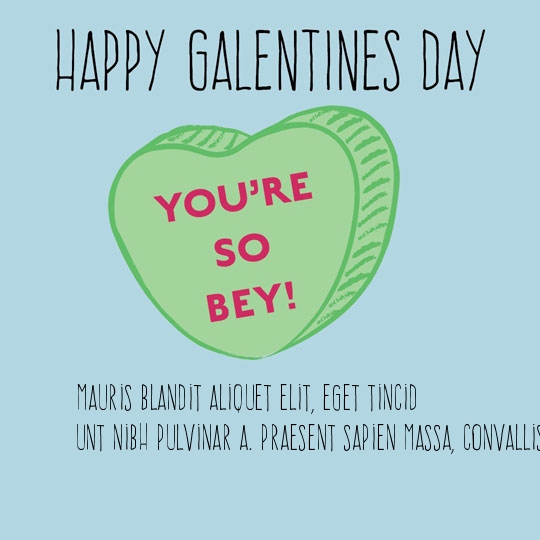 HAPPY GALENTINES DAY
YOU'RE
SO
BEY!
MAURIS BLANDIT ALIQUET ELIT, EGET TINCID
UNT NIBH PULVINAR A. PRAESENT SAPIEN MASSA, CONVALLIS